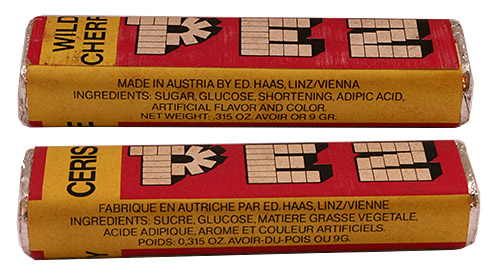 WILD
CHERR
PEZ
MADE IN AUSTRIA BY ED. HAAS, LINZ/VIENNA
INGREDIENTS: SUGAR, GLUCOSE, SHORTENING, ADIPIC ACID,
ARTIFICIAL FLAVOR AND COLOR.
NET WEIGHT: .315 OZ. AVOIR OR 9 GR.
E
CERIS
PEZ
FABRIQUE EN AUTRICHE PAR ED. HAAS, LINZ/VIENNE
INGREDIENTS: SUCRE, GLUCOSE, MATIERE GRASSE VEGETALE,
ACIDE ADIPIQUE, AROME ET COULEUR ARTIFICIELS.
POIDS: 0,315 OZ. AVOIR-DU-POIS OU 9G.
Y